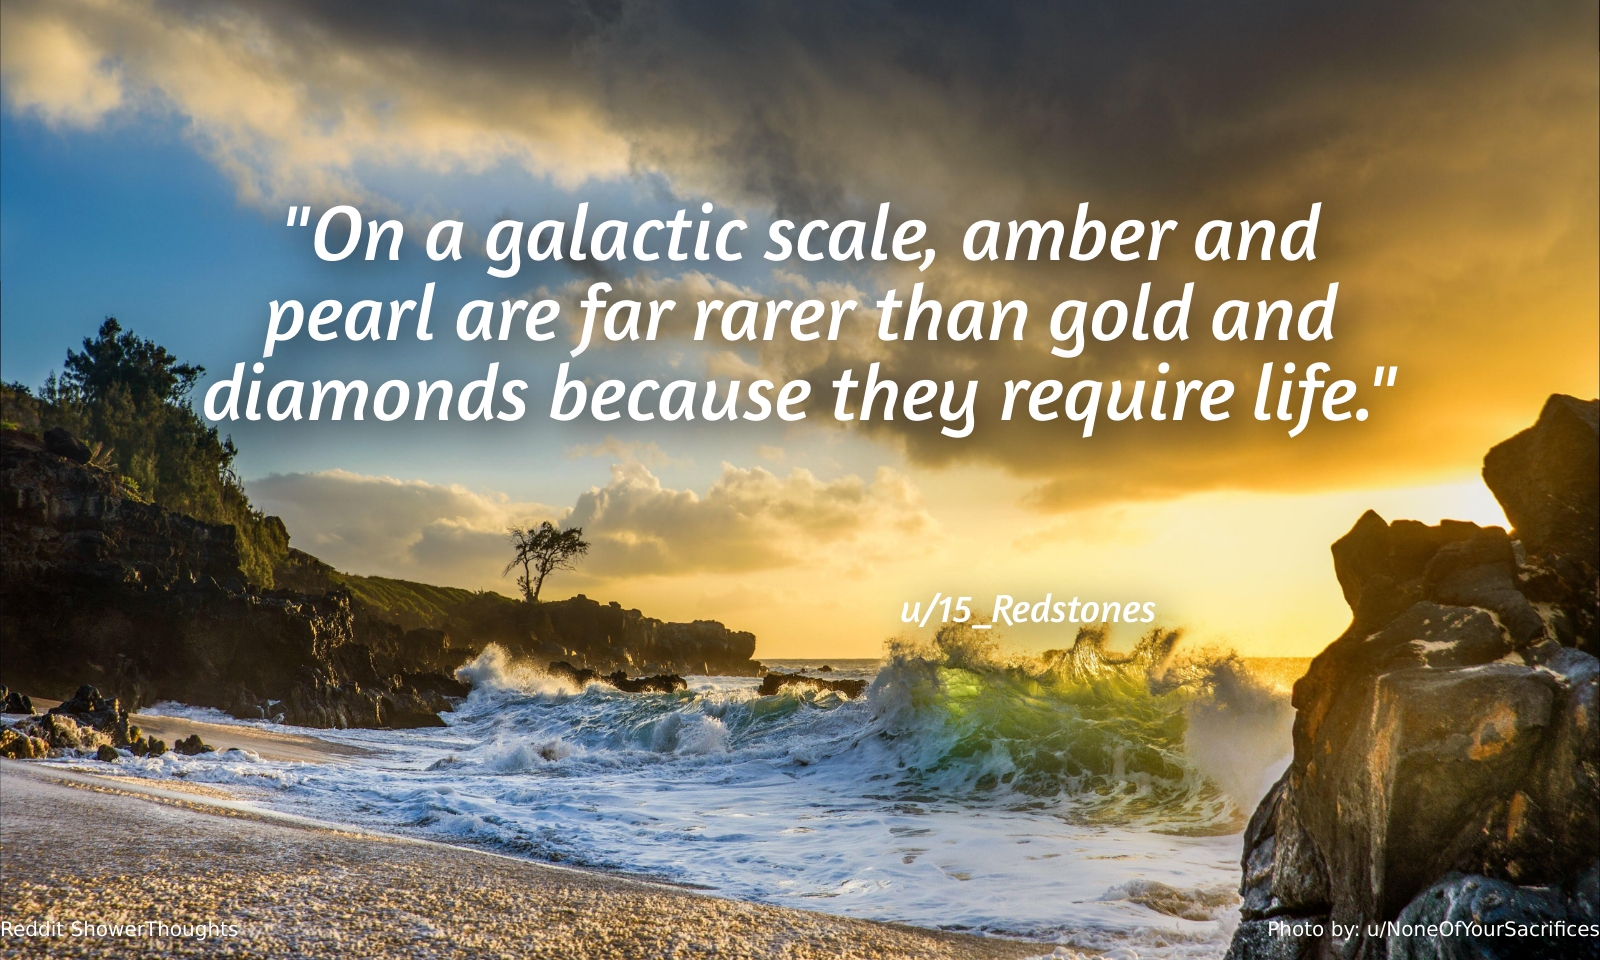 "On a galactic scale, amber and
pearl are far rarer than gold and
diamonds because they require life."
u/15_Redstones
Reddit ShowerThoughts
Photo by: u/NoneOfYourSacrifices